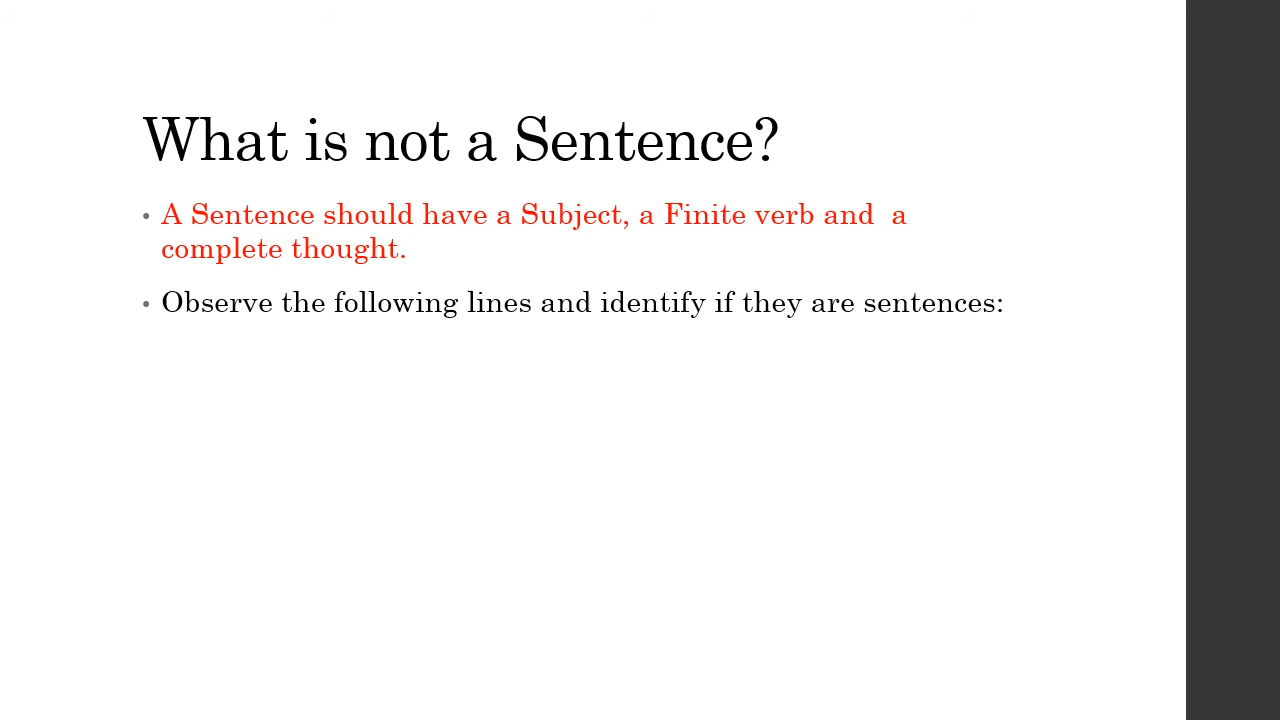 What is not a Sentence?
• A Sentence should have a Subject, a Finite verb and  a
complete thought.
• Observe the following lines and identify if they are sentences: